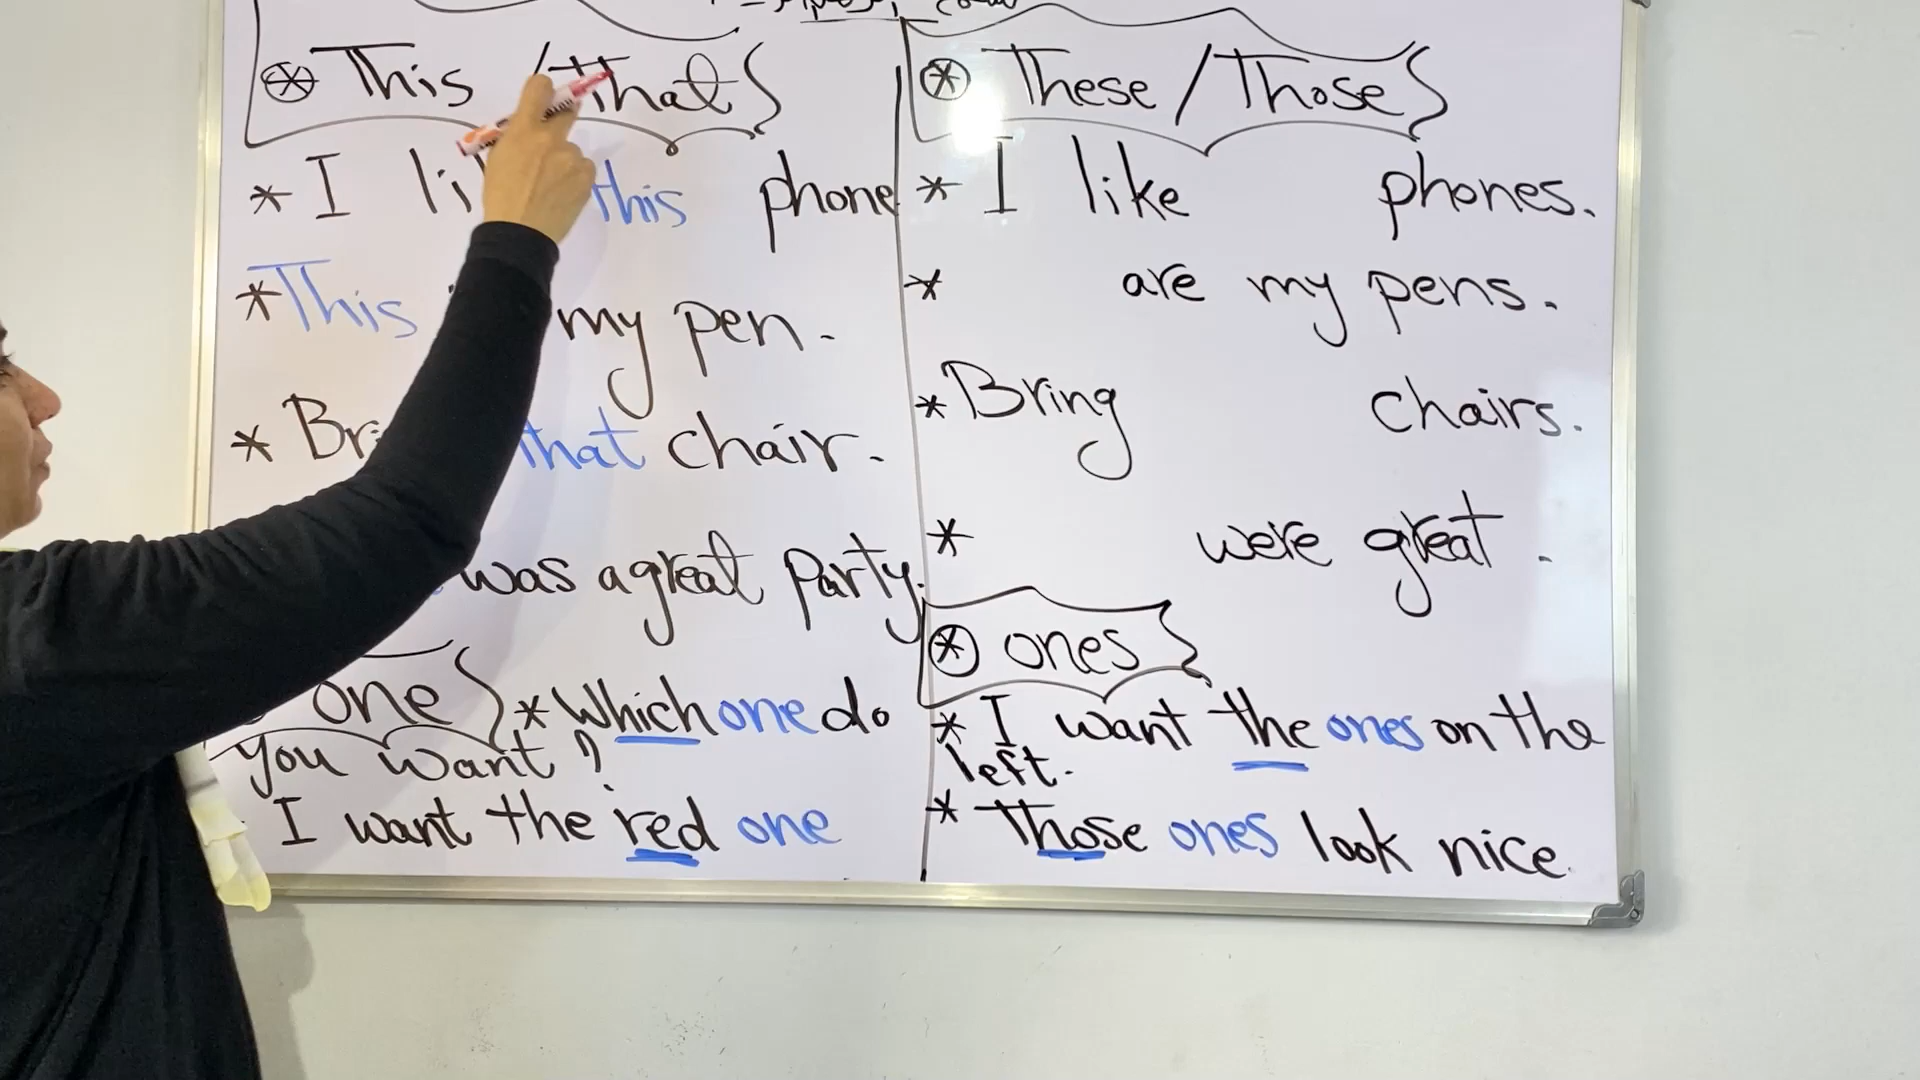 This / That
* I this phone
* This my pen.
* that chair.
was a great party.
one * Which one do
you want?
I want the red one
These / Those
* I like phones.
* are my pens.
* Bring chairs.
* were great.
ones
* I want the ones on the
left.
* Those ones look nice.